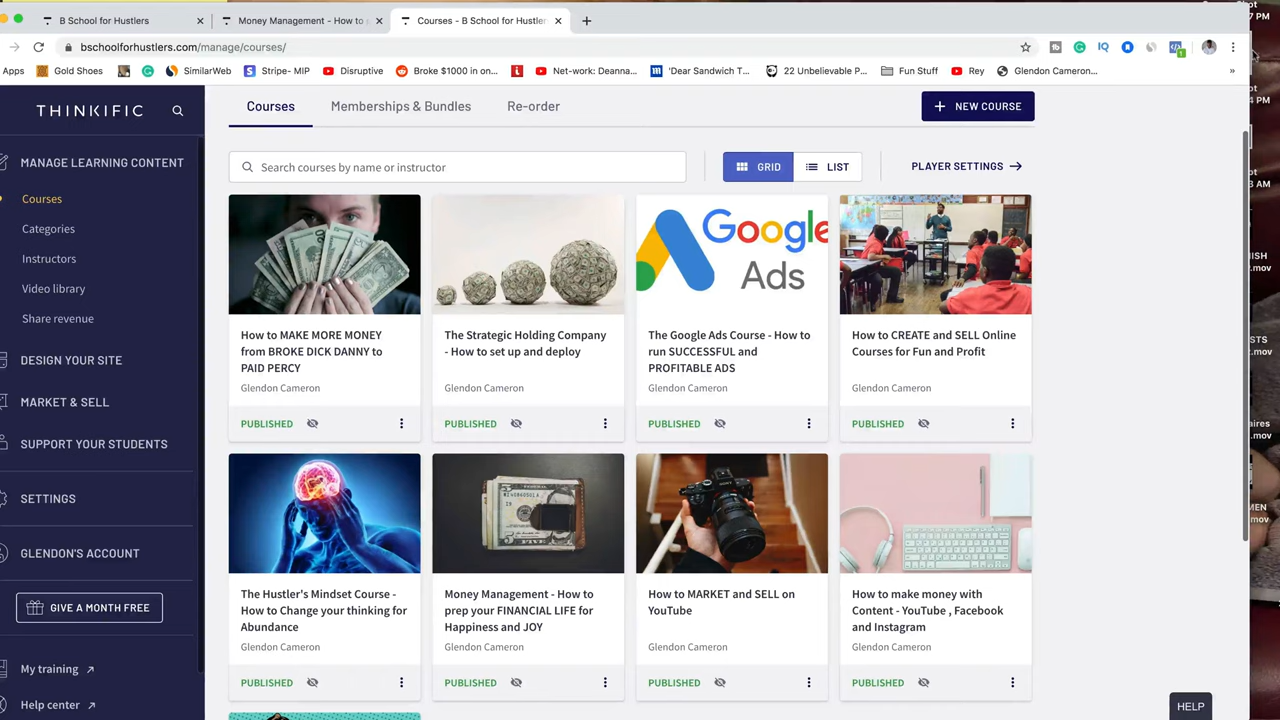 7 PM
B School for Hustlers
Money Management - How to
Courses - B School for Hustler
bschoolforhustlers.com/manage/courses/
1
Apps
Gold Shoes
SimilarWeb
Stripe- MIP
Disruptive
Broke $1000 in on...
Net-work: Deanna...
'Dear Sandwich T...
22 Unbelievable P...
Fun Stuff
Rey
Glendon Cameron...
»
THINKIFIC
MANAGE LEARNING CONTENT
Courses
Categories
Instructors
Video library
Share revenue
DESIGN YOUR SITE
MARKET & SELL
SUPPORT YOUR STUDENTS
SETTINGS
GLENDON'S ACCOUNT
GIVE A MONTH FREE
My training
Help center
Courses
Memberships & Bundles
Re-order
+ NEW COURSE
Search courses by name or instructor
GRID
LIST
PLAYER SETTINGS →
How to MAKE MORE MONEY
from BROKE DICK DANNY to
PAID PERCY
Glendon Cameron
PUBLISHED
The Strategic Holding Company
- How to set up and deploy
Glendon Cameron
PUBLISHED
Google
Ads
The Google Ads Course - How to
run SUCCESSFUL and
PROFITABLE ADS
Glendon Cameron
PUBLISHED
How to CREATE and SELL Online
Courses for Fun and Profit
Glendon Cameron
PUBLISHED
The Hustler's Mindset Course -
How to Change your thinking for
Abundance
Glendon Cameron
PUBLISHED
Money Management - How to
prep your FINANCIAL LIFE for
Happiness and JOY
Glendon Cameron
PUBLISHED
How to MARKET and SELL on
YouTube
Glendon Cameron
PUBLISHED
How to make money with
Content - YouTube , Facebook
and Instagram
Glendon Cameron
PUBLISHED
HELP